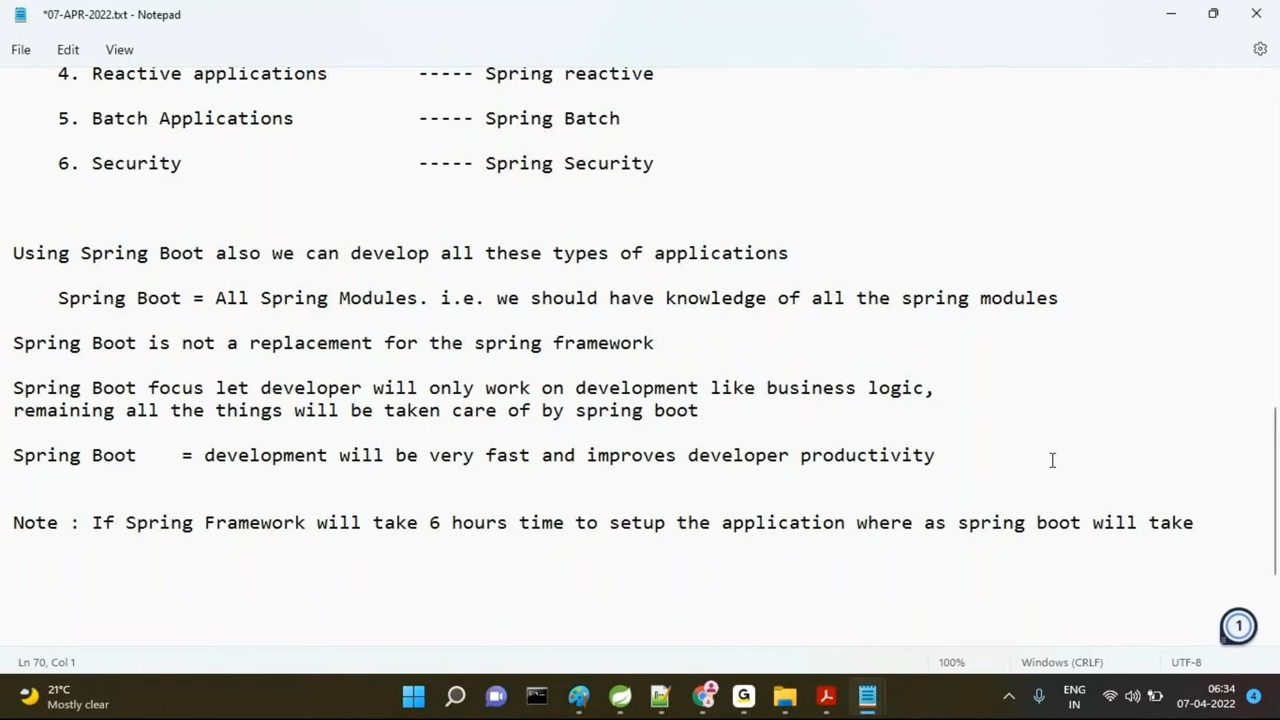 *07-APR-2022.txt - Notepad
File Edit View
4. Reactive applications ----- Spring reactive
5. Batch Applications ----- Spring Batch
6. Security ----- Spring Security
Using Spring Boot also we can develop all these types of applications
Spring Boot = All Spring Modules. i.e. we should have knowledge of all the spring modules
Spring Boot is not a replacement for the spring framework
Spring Boot focus let developer will only work on development like business logic,
remaining all the things will be taken care of by spring boot
Spring Boot = development will be very fast and improves developer productivity
Note : If Spring Framework will take 6 hours time to setup the application where as spring boot will take
1
Ln 70, Col 1 100% Windows (CRLF) UTF-8
21°C
Mostly clear
ENG
IN
06:34
07-04-2022
4